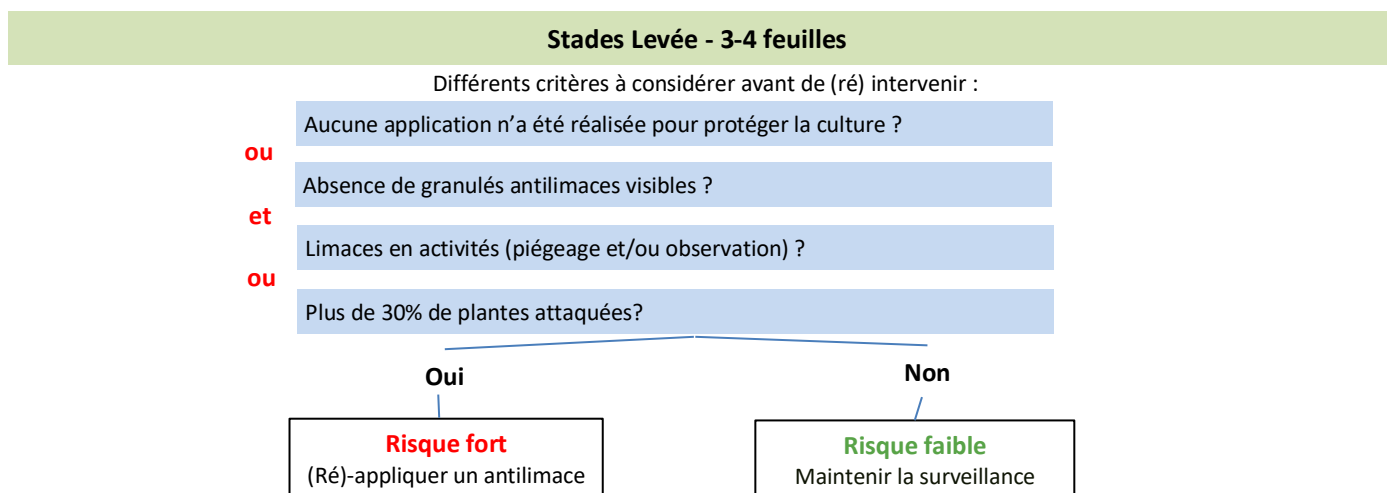 Stades Levée - 3-4 feuilles
Différents critères à considérer avant de (ré) intervenir :
Aucune application n’a été réalisée pour protéger la culture ?
ou
Absence de granulés antilimaces visibles ?
et
Limaces en activités (piégeage et/ou observation) ?
ou
Plus de 30% de plantes attaquées?
Oui
Non
Risque fort
(Ré)-appliquer un antilimace
Risque faible
Maintenir la surveillance